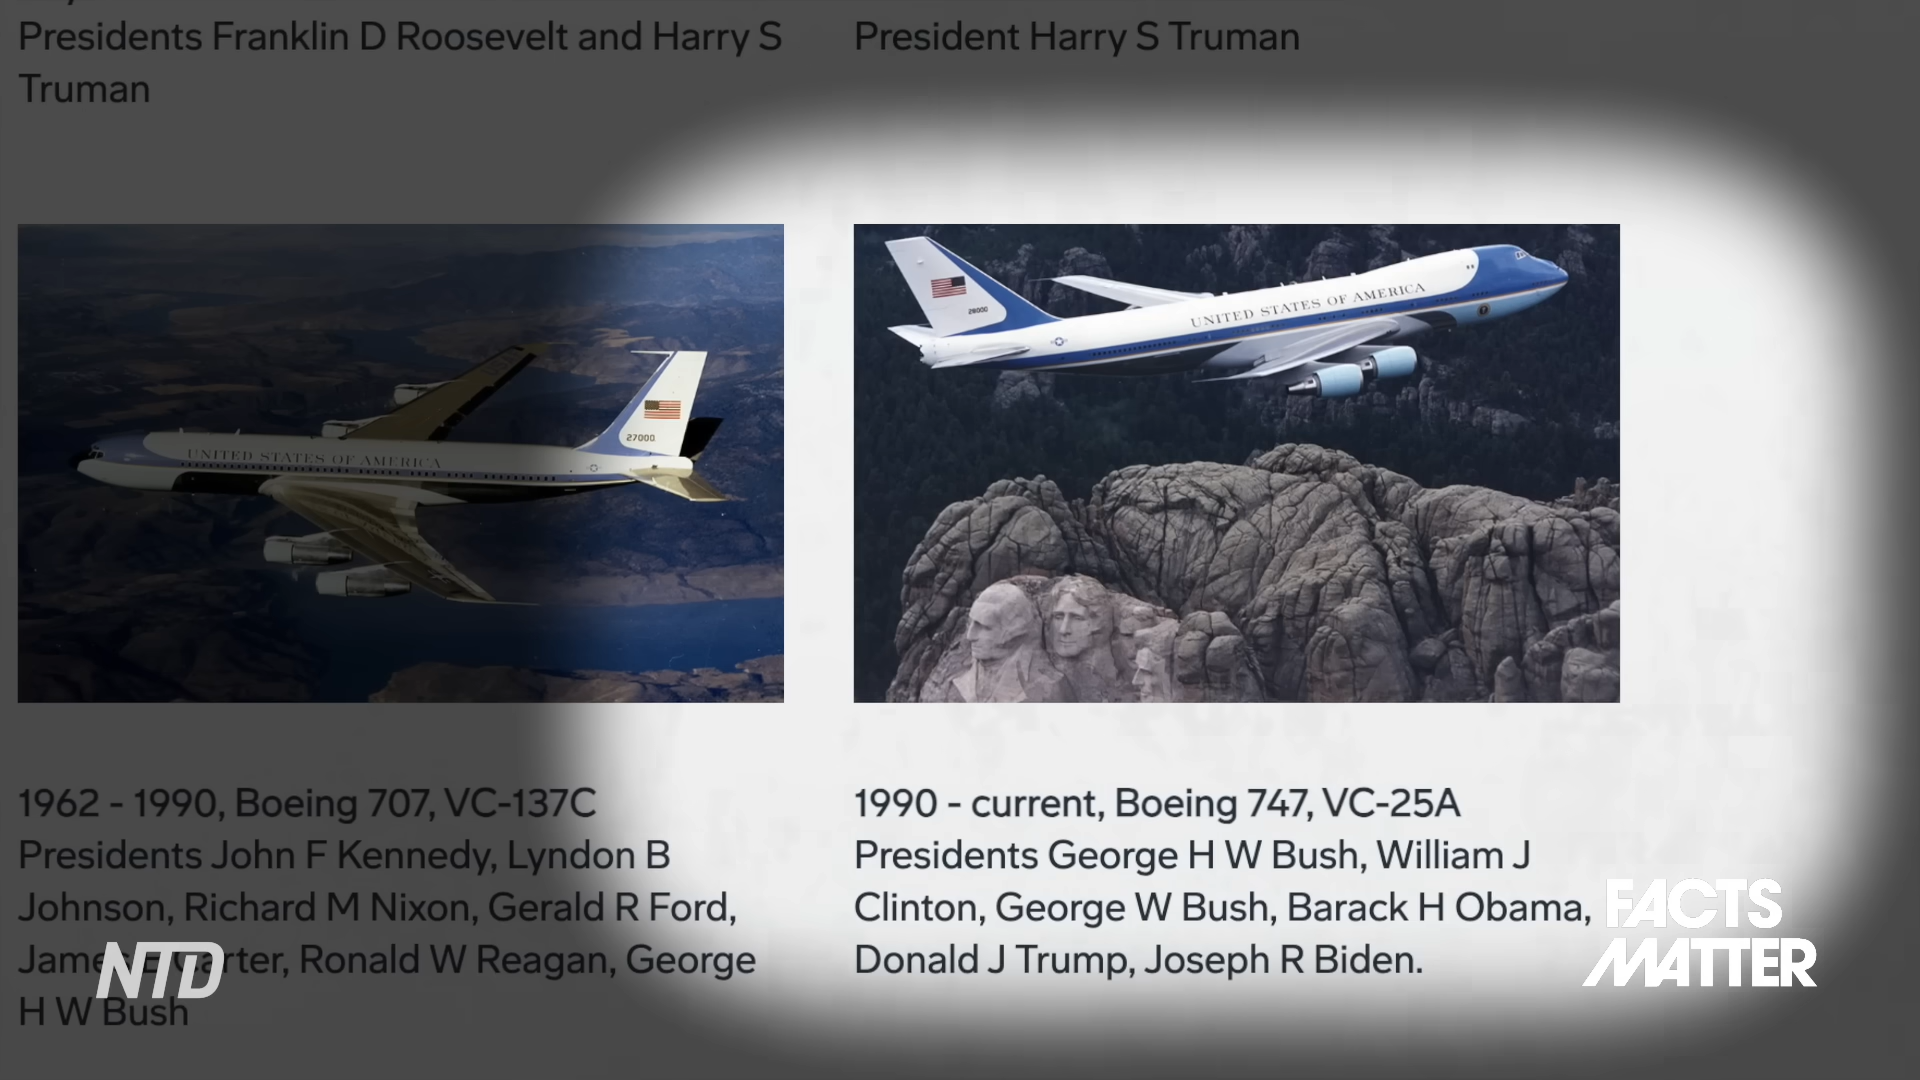 Presidents Franklin D Roosevelt and Harry S
Truman
President Harry S Truman
UNITED STATES OF AMERICA
27000
UNITED STATES OF AMERICA
28000
1962 - 1990, Boeing 707, VC-137C
Presidents John F Kennedy, Lyndon B
Johnson, Richard M Nixon, Gerald R Ford,
James E Carter, Ronald W Reagan, George
H W Bush
1990 - current, Boeing 747, VC-25A
Presidents George H W Bush, William J
Clinton, George W Bush, Barack H Obama,
Donald J Trump, Joseph R Biden.
NTD
FACTS
MATTER